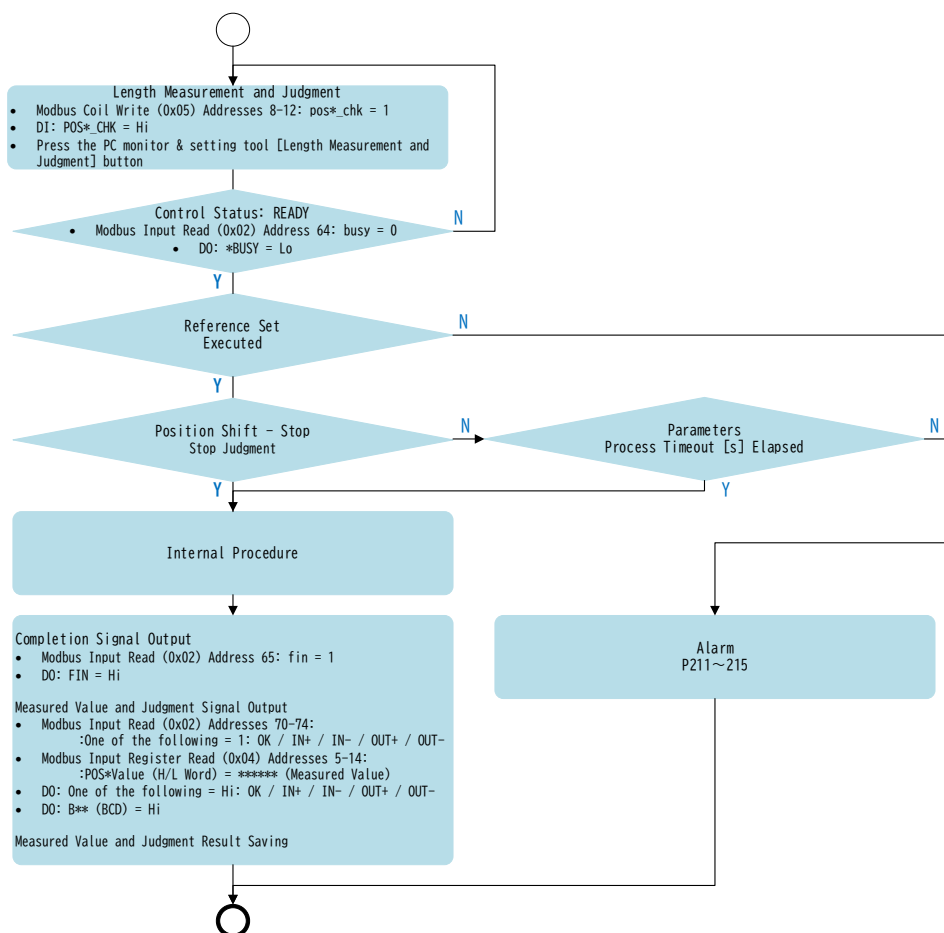 Length Measurement and Judgment
• Modbus Coil Write (0x05) Addresses 8-12: pos*_chk = 1
• DI: POS*_CHK = Hi
• Press the PC monitor & setting tool [Length Measurement and
Judgment] button
Control Status: READY
• Modbus Input Read (0x02) Address 64: busy = 0
• DO: *BUSY = Lo
N
Y
Reference Set
Executed
N
Y
Position Shift - Stop
Stop Judgment
N
Parameters
Process Timeout [s] Elapsed
N
Y
Y
Internal Procedure
Completion Signal Output
• Modbus Input Read (0x02) Address 65: fin = 1
• DO: FIN = Hi
Measured Value and Judgment Signal Output
• Modbus Input Read (0x02) Addresses 70-74:
:One of the following = 1: OK / IN+ / IN- / OUT+ / OUT-
• Modbus Input Register Read (0x04) Addresses 5-14:
:POS*Value (H/L Word) = ****** (Measured Value)
• DO: One of the following = Hi: OK / IN+ / IN- / OUT+ / OUT-
• DO: B** (BCD) = Hi
Measured Value and Judgment Result Saving
Alarm
P211～215